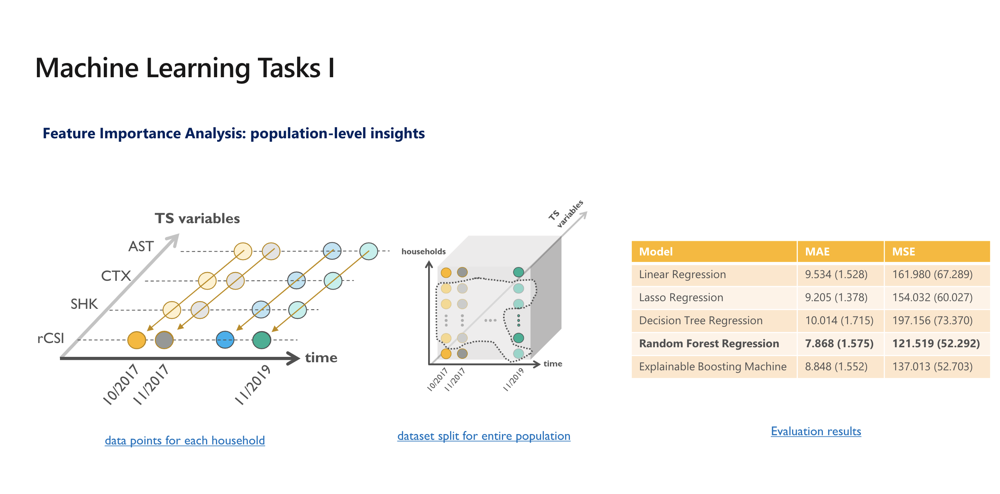 Machine Learning Tasks I
Feature Importance Analysis: population-level insights
TS variables
AST
CTX
SHK
rCSI
time
10/2017
11/2017
11/2019
data points for each household
TS
variables
households
time
10/2017
11/2017
11/2019
dataset split for entire population
Model MAE MSE
Linear Regression 9.534 (1.528) 161.980 (67.289)
Lasso Regression 9.205 (1.378) 154.032 (60.027)
Decision Tree Regression 10.014 (1.715) 197.156 (73.370)
Random Forest Regression 7.868 (1.575) 121.519 (52.292)
Explainable Boosting Machine 8.848 (1.552) 137.013 (52.703)
Evaluation results